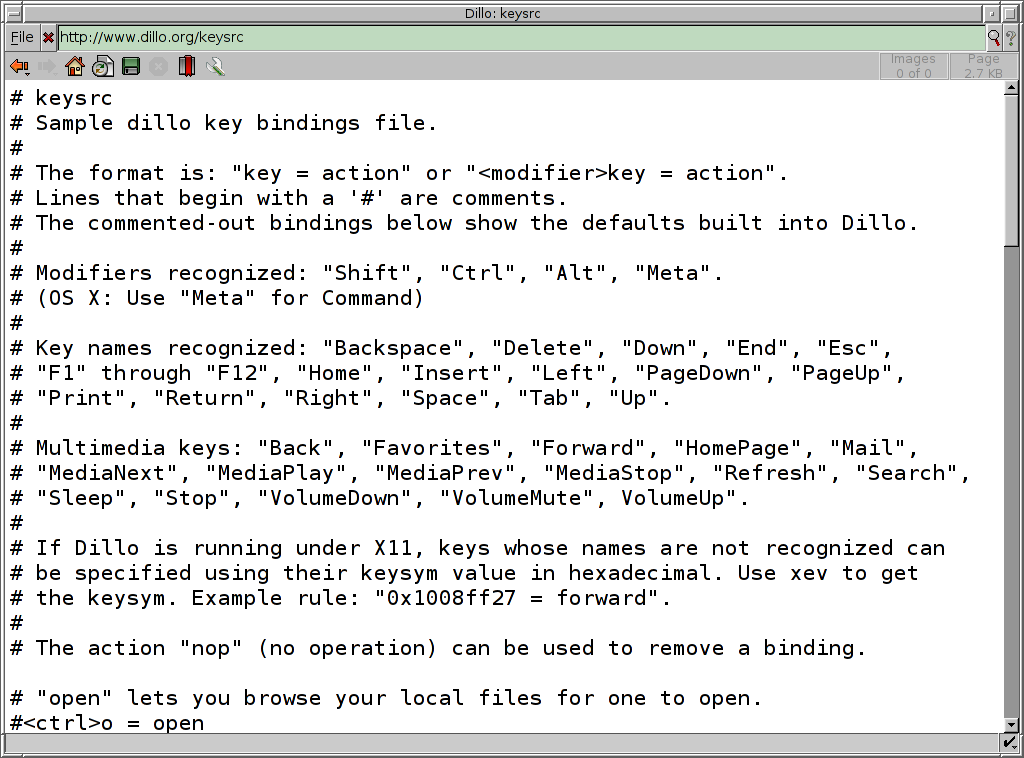 Dillo: keysrc
File http://www.dillo.org/keysrc ?
Images Page
0 of 0 2.7 KB
# keysrc
# Sample dillo key bindings file.
#
# The format is: "key = action" or "<modifier>key = action".
# Lines that begin with a '#' are comments.
# The commented-out bindings below show the defaults built into Dillo.
#
# Modifiers recognized: "Shift", "Ctrl", "Alt", "Meta".
# (OS X: Use "Meta" for Command)
#
# Key names recognized: "Backspace", "Delete", "Down", "End", "Esc",
# "F1" through "F12", "Home", "Insert", "Left", "PageDown", "PageUp",
# "Print", "Return", "Right", "Space", "Tab", "Up".
#
# Multimedia keys: "Back", "Favorites", "Forward", "HomePage", "Mail",
# "MediaNext", "MediaPlay", "MediaPrev", "MediaStop", "Refresh", "Search",
# "Sleep", "Stop", "VolumeDown", "VolumeMute", VolumeUp".
#
# If Dillo is running under X11, keys whose names are not recognized can
# be specified using their keysym value in hexadecimal. Use xev to get
# the keysym. Example rule: "0x1008ff27 = forward".
#
# The action "nop" (no operation) can be used to remove a binding.
# "open" lets you browse your local files for one to open.
#<ctrl>o = open